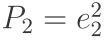 P_2 = e_2^2